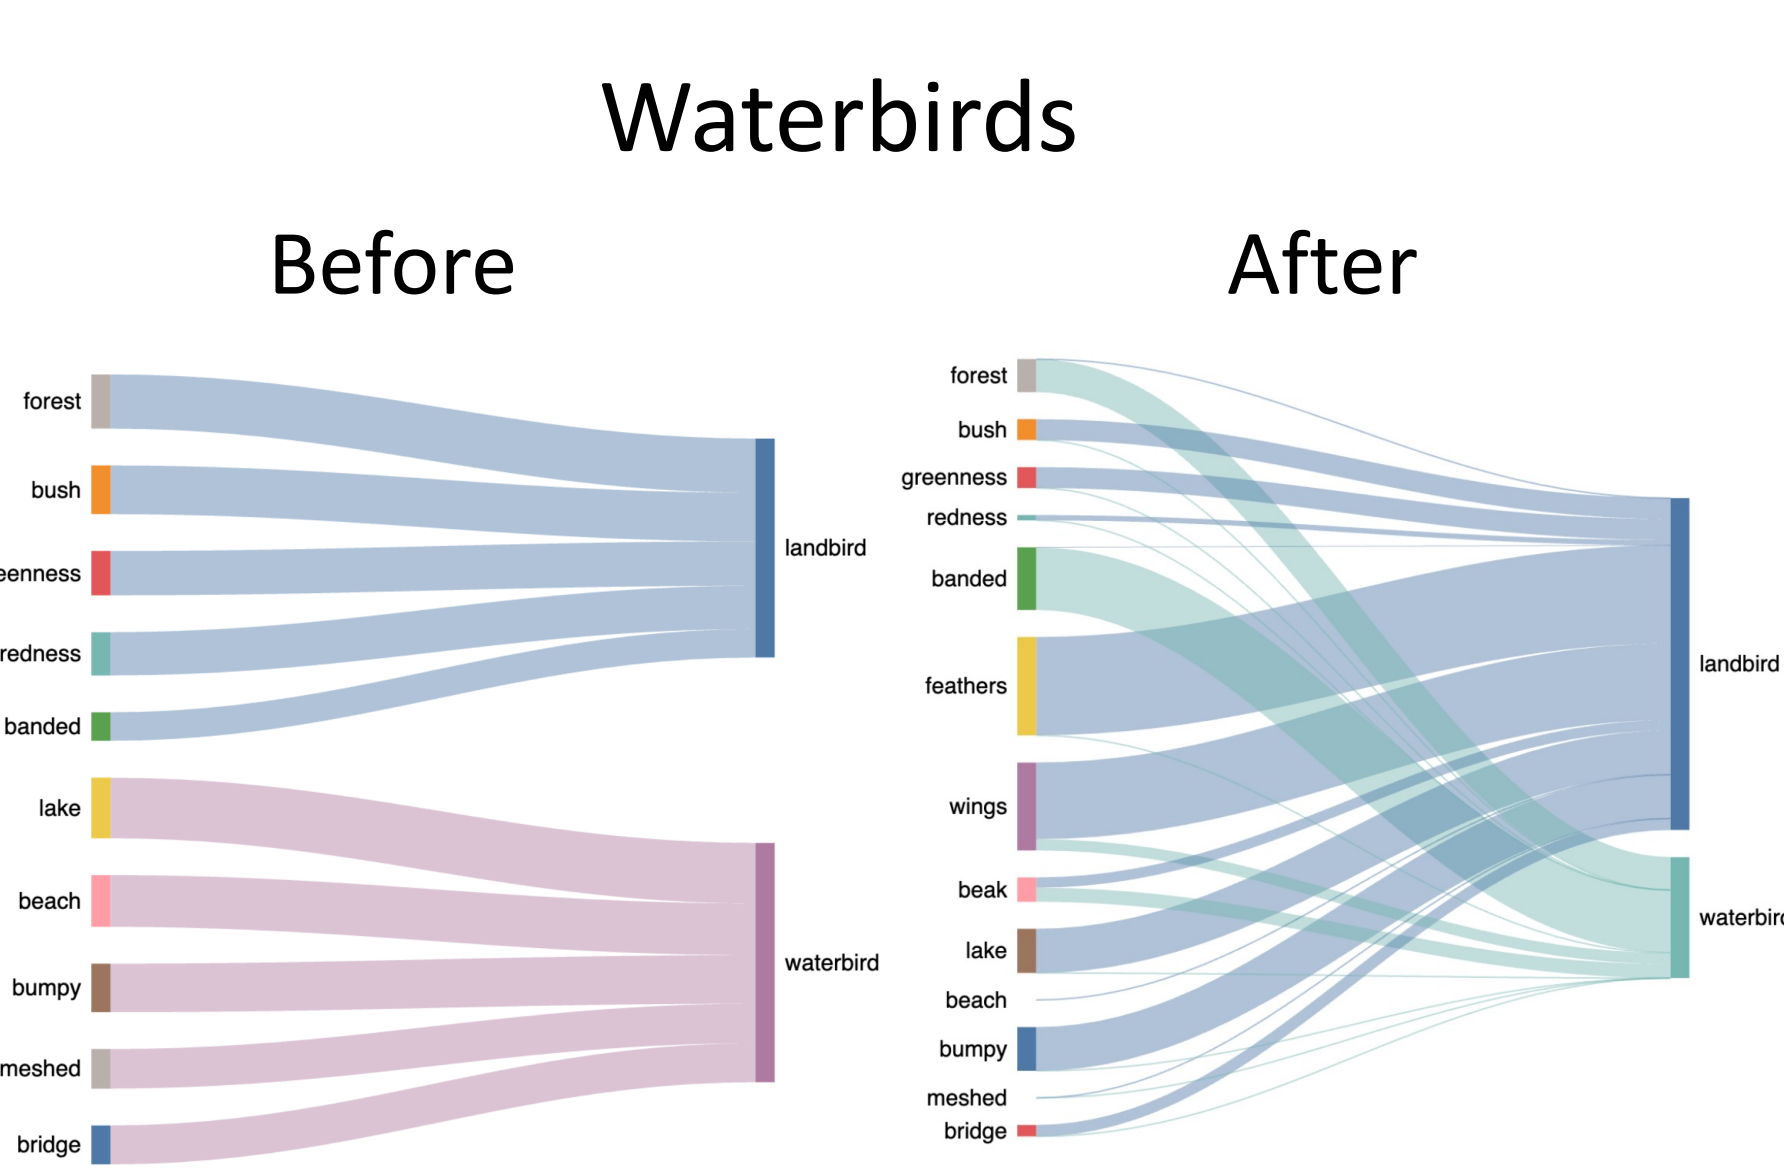 Waterbirds
Before
After
forest
bush
eenness
redness
banded
lake
beach
bumpy
meshed
bridge
landbird
waterbird
forest
bush
greenness
redness
banded
feathers
wings
beak
lake
beach
bumpy
meshed
bridge
landbird
waterbird